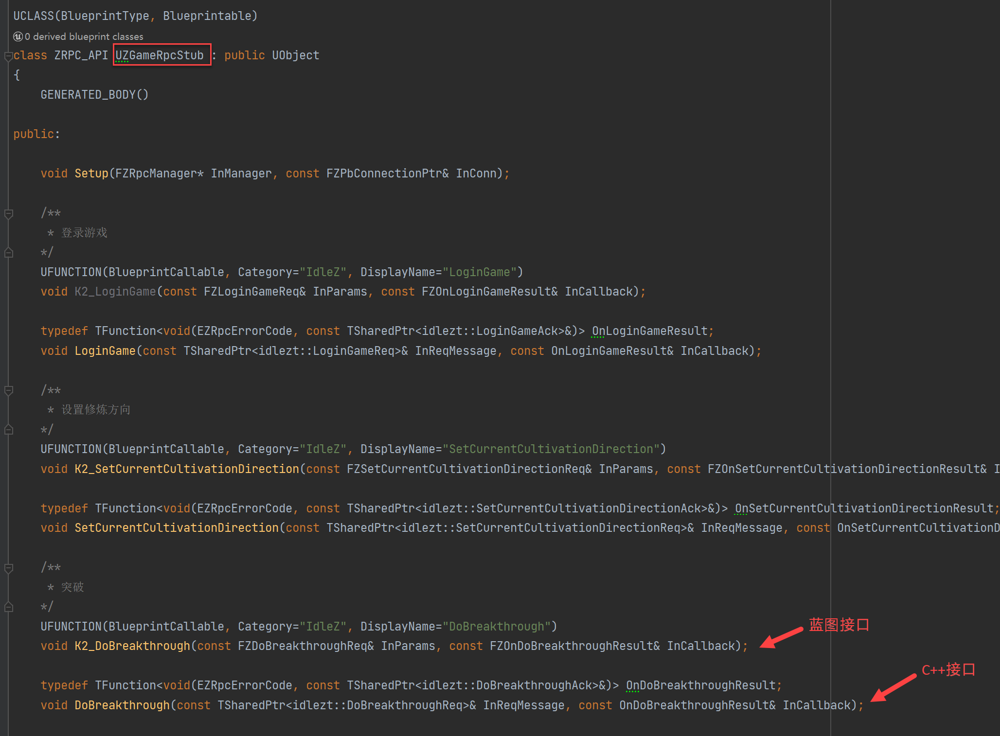 UCLASS(BlueprintType, Blueprintable)
0 derived blueprint classes
class ZRPC_API UZGameRpcStub : public UObject
{
GENERATED_BODY()
public:
void Setup(FZRpcManager* InManager, const FZPbConnectionPtr& InConn);
/**
* 登录游戏
*/
UFUNCTION(BlueprintCallable, Category="IdleZ", DisplayName="LoginGame")
void K2_LoginGame(const FZLoginGameReq& InParams, const FZOnLoginGameResult& InCallback);
typedef TFunction<void(EZRpcErrorCode, const TSharedPtr<idlezt::LoginGameAck>&)> OnLoginGameResult;
void LoginGame(const TSharedPtr<idlezt::LoginGameReq>& InReqMessage, const OnLoginGameResult& InCallback);
/**
* 设置修炼方向
*/
UFUNCTION(BlueprintCallable, Category="IdleZ", DisplayName="SetCurrentCultivationDirection")
void K2_SetCurrentCultivationDirection(const FZSetCurrentCultivationDirectionReq& InParams, const FZOnSetCurrentCultivationDirectionResult& I
typedef TFunction<void(EZRpcErrorCode, const TSharedPtr<idlezt::SetCurrentCultivationDirectionAck>&)> OnSetCurrentCultivationDirectionResult;
void SetCurrentCultivationDirection(const TSharedPtr<idlezt::SetCurrentCultivationDirectionReq>& InReqMessage, const OnSetCurrentCultivationD
/**
* 突破
*/
UFUNCTION(BlueprintCallable, Category="IdleZ", DisplayName="DoBreakthrough")
蓝图接口
void K2_DoBreakthrough(const FZDoBreakthroughReq& InParams, const FZOnDoBreakthroughResult& InCallback);
C++接口
typedef TFunction<void(EZRpcErrorCode, const TSharedPtr<idlezt::DoBreakthroughAck>&)> OnDoBreakthroughResult;
void DoBreakthrough(const TSharedPtr<idlezt::DoBreakthroughReq>& InReqMessage, const OnDoBreakthroughResult& InCallback);